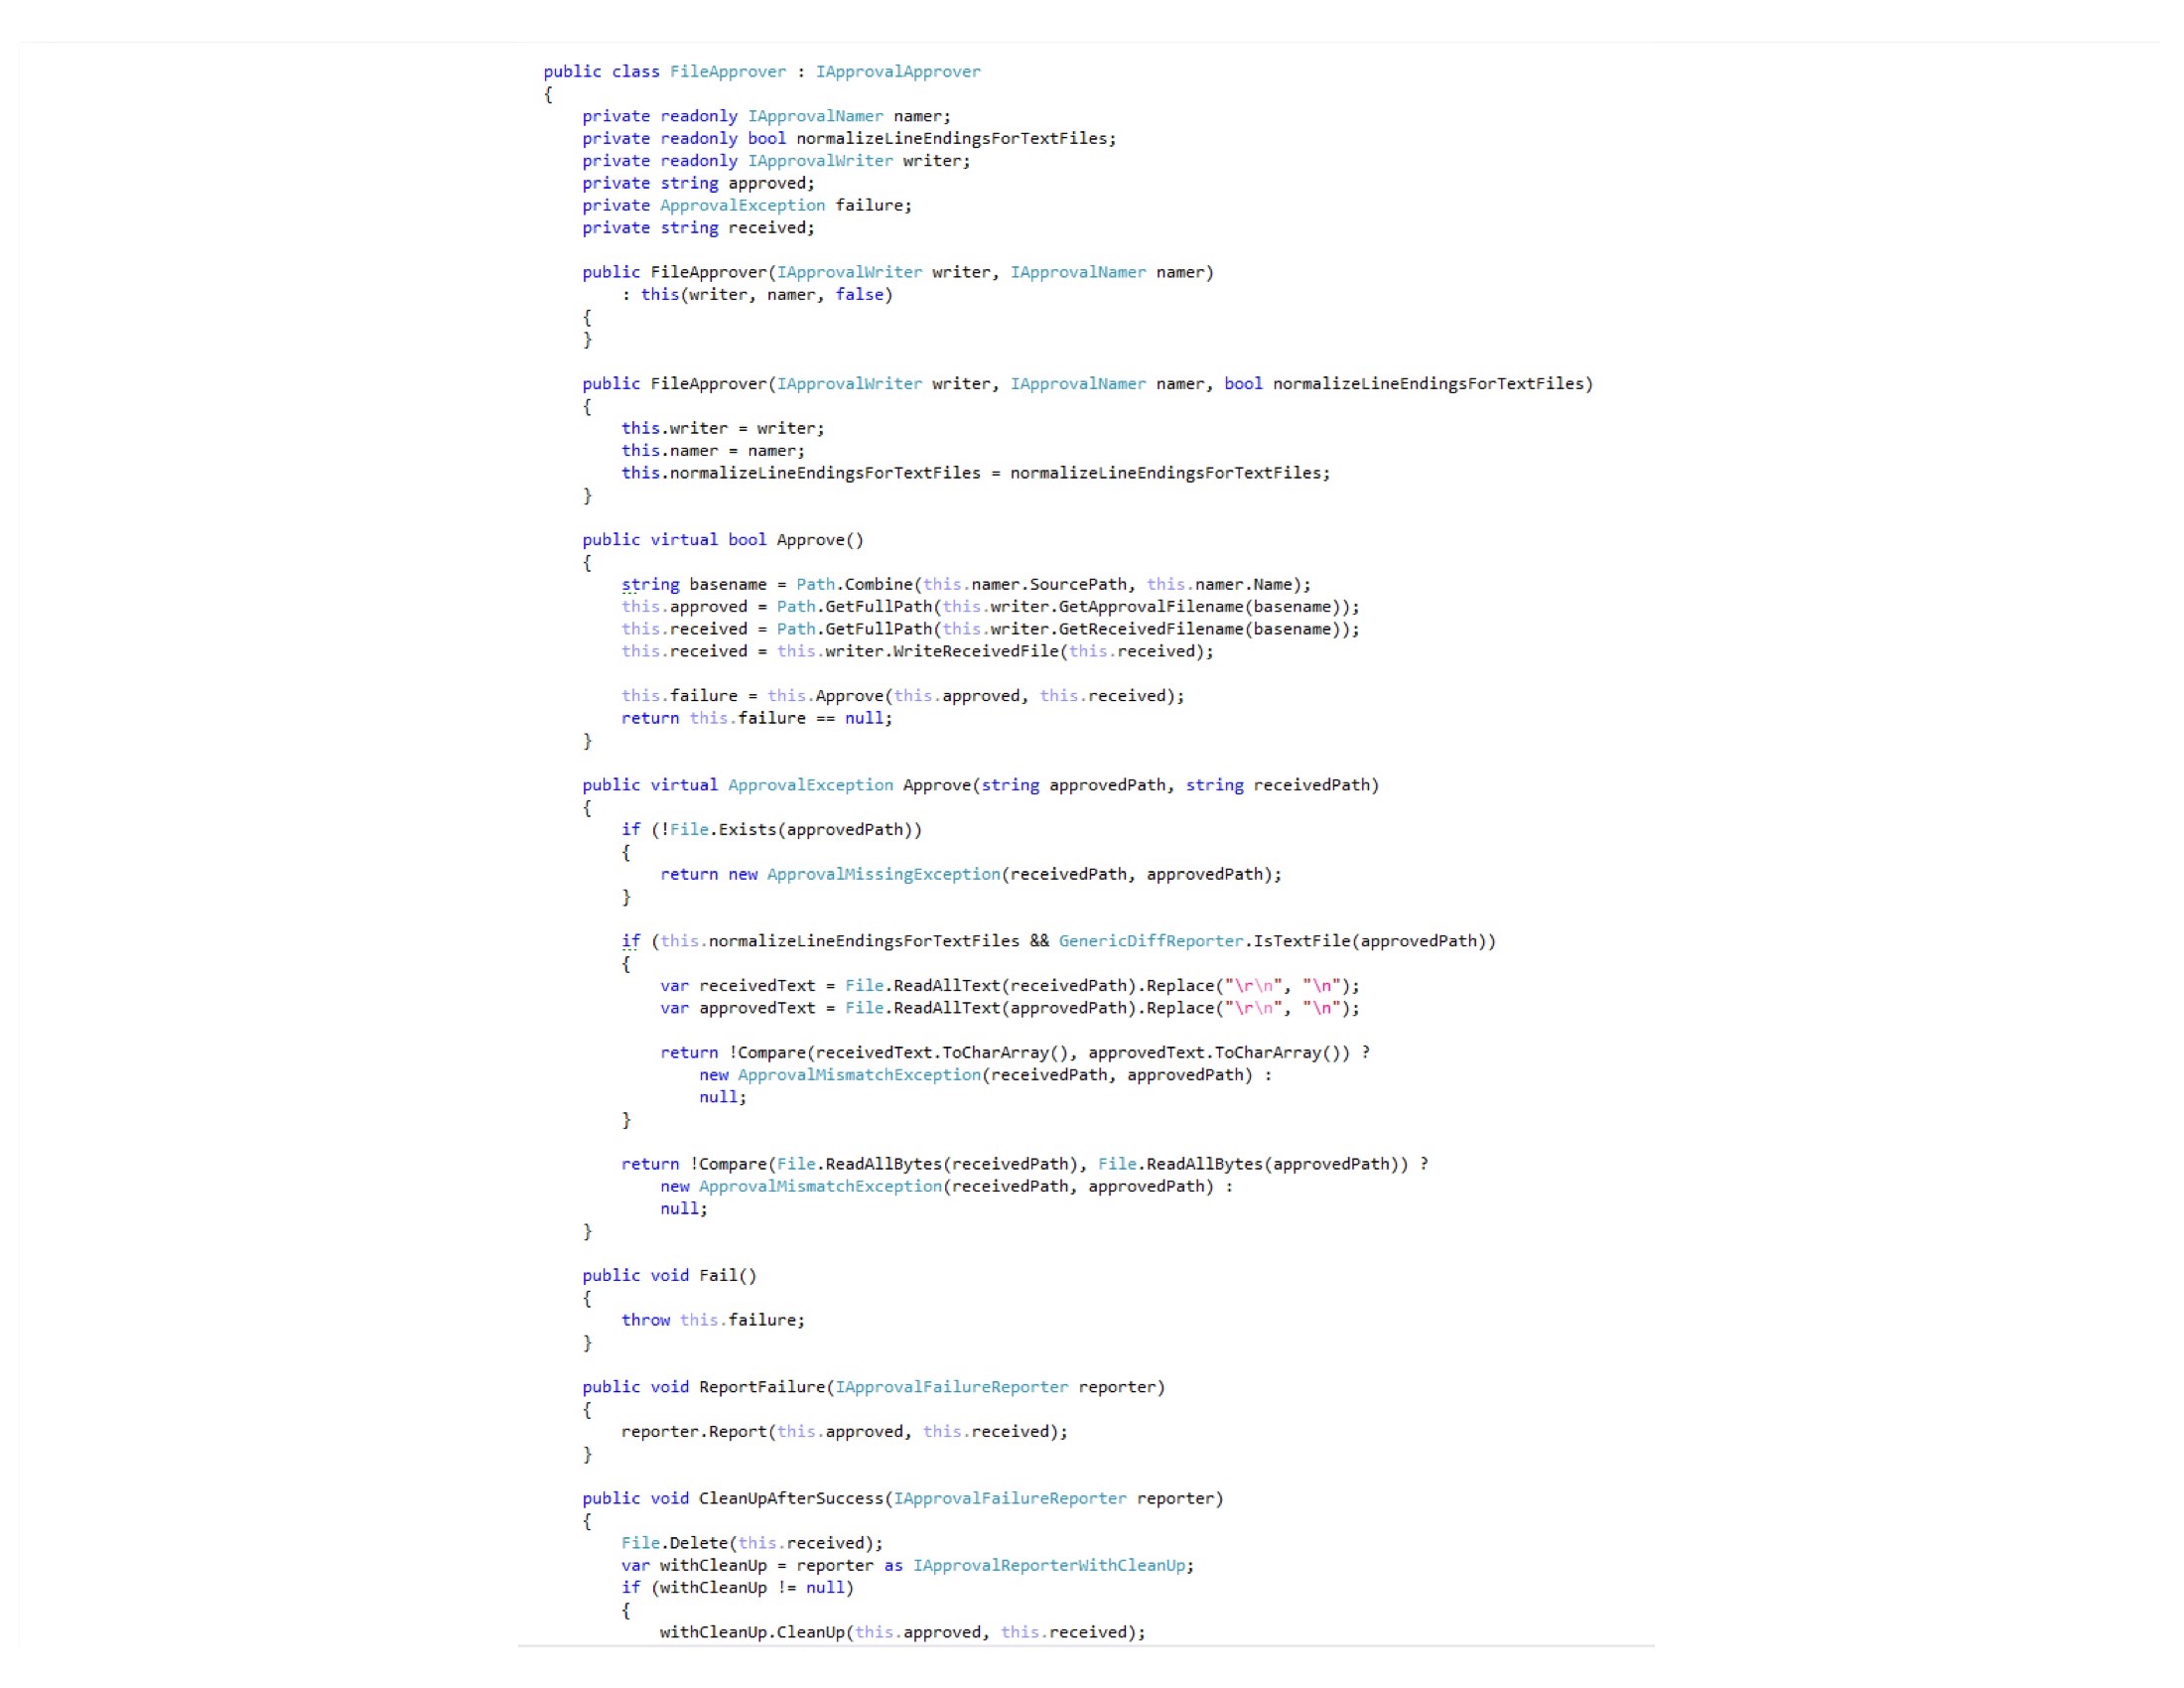 public class FileApprover : IApprovalApprover
{
    private readonly IApprovalNamer namer;
    private readonly bool normalizeLineEndingsForTextFiles;
    private readonly IApprovalWriter writer;
    private string approved;
    private ApprovalException failure;
    private string received;

    public FileApprover(IApprovalWriter writer, IApprovalNamer namer)
        : this(writer, namer, false)
    {
    }

    public FileApprover(IApprovalWriter writer, IApprovalNamer namer, bool normalizeLineEndingsForTextFiles)
    {
        this.writer = writer;
        this.namer = namer;
        this.normalizeLineEndingsForTextFiles = normalizeLineEndingsForTextFiles;
    }

    public virtual bool Approve()
    {
        string basename = Path.Combine(this.namer.SourcePath, this.namer.Name);
        this.approved = Path.GetFullPath(this.writer.GetApprovalFilename(basename));
        this.received = Path.GetFullPath(this.writer.GetReceivedFilename(basename));
        this.received = this.writer.WriteReceivedFile(this.received);

        this.failure = this.Approve(this.approved, this.received);
        return this.failure == null;
    }

    public virtual ApprovalException Approve(string approvedPath, string receivedPath)
    {
        if (!File.Exists(approvedPath))
        {
            return new ApprovalMissingException(receivedPath, approvedPath);
        }

        if (this.normalizeLineEndingsForTextFiles && GenericDiffReporter.IsTextFile(approvedPath))
        {
            var receivedText = File.ReadAllText(receivedPath).Replace("\r\n", "\n");
            var approvedText = File.ReadAllText(approvedPath).Replace("\r\n", "\n");

            return !Compare(receivedText.ToCharArray(), approvedText.ToCharArray()) ?
                new ApprovalMismatchException(receivedPath, approvedPath) :
                null;
        }

        return !Compare(File.ReadAllBytes(receivedPath), File.ReadAllBytes(approvedPath)) ?
            new ApprovalMismatchException(receivedPath, approvedPath) :
            null;
    }

    public void Fail()
    {
        throw this.failure;
    }

    public void ReportFailure(IApprovalFailureReporter reporter)
    {
        reporter.Report(this.approved, this.received);
    }

    public void CleanUpAfterSuccess(IApprovalFailureReporter reporter)
    {
        File.Delete(this.received);
        var withCleanUp = reporter as IApprovalReporterWithCleanUp;
        if (withCleanUp != null)
        {
            withCleanUp.CleanUp(this.approved, this.received);